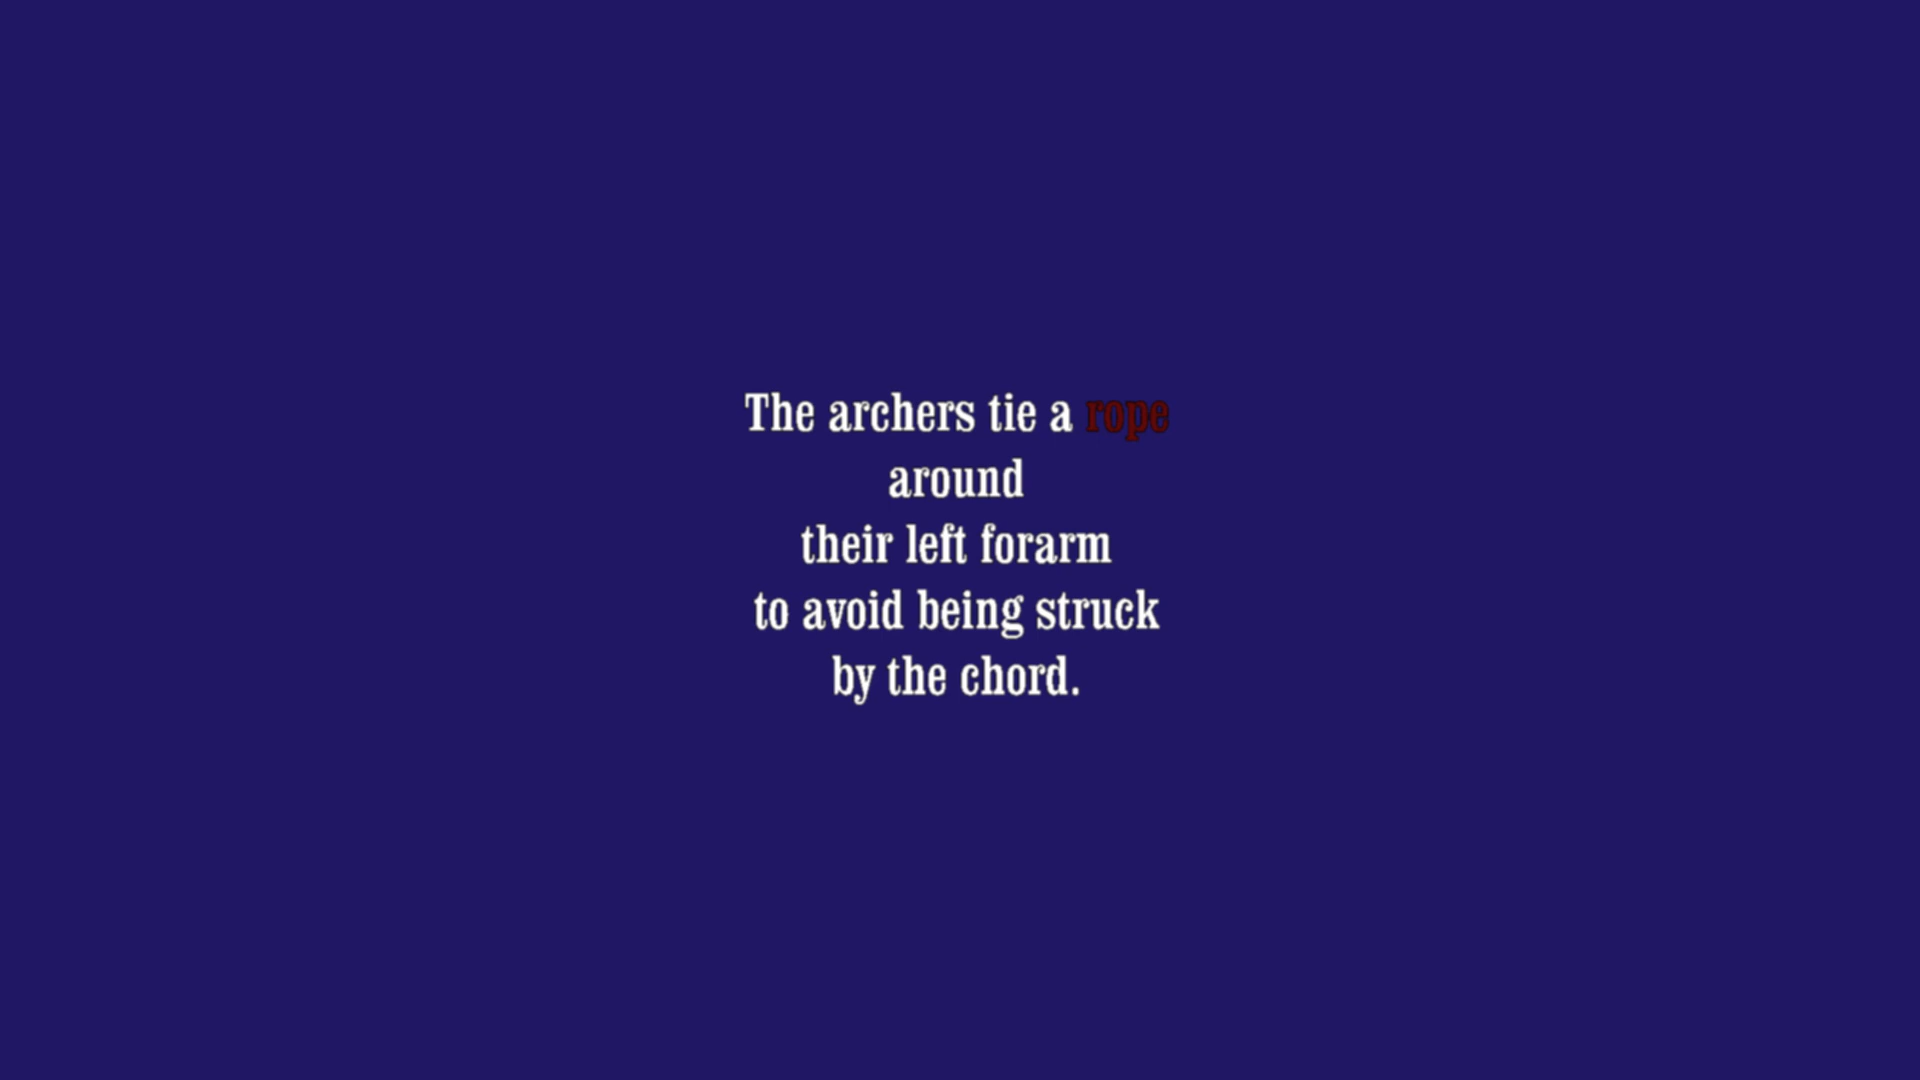 The archers tie a rope
around
their left forarm
to avoid being struck
by the chord.